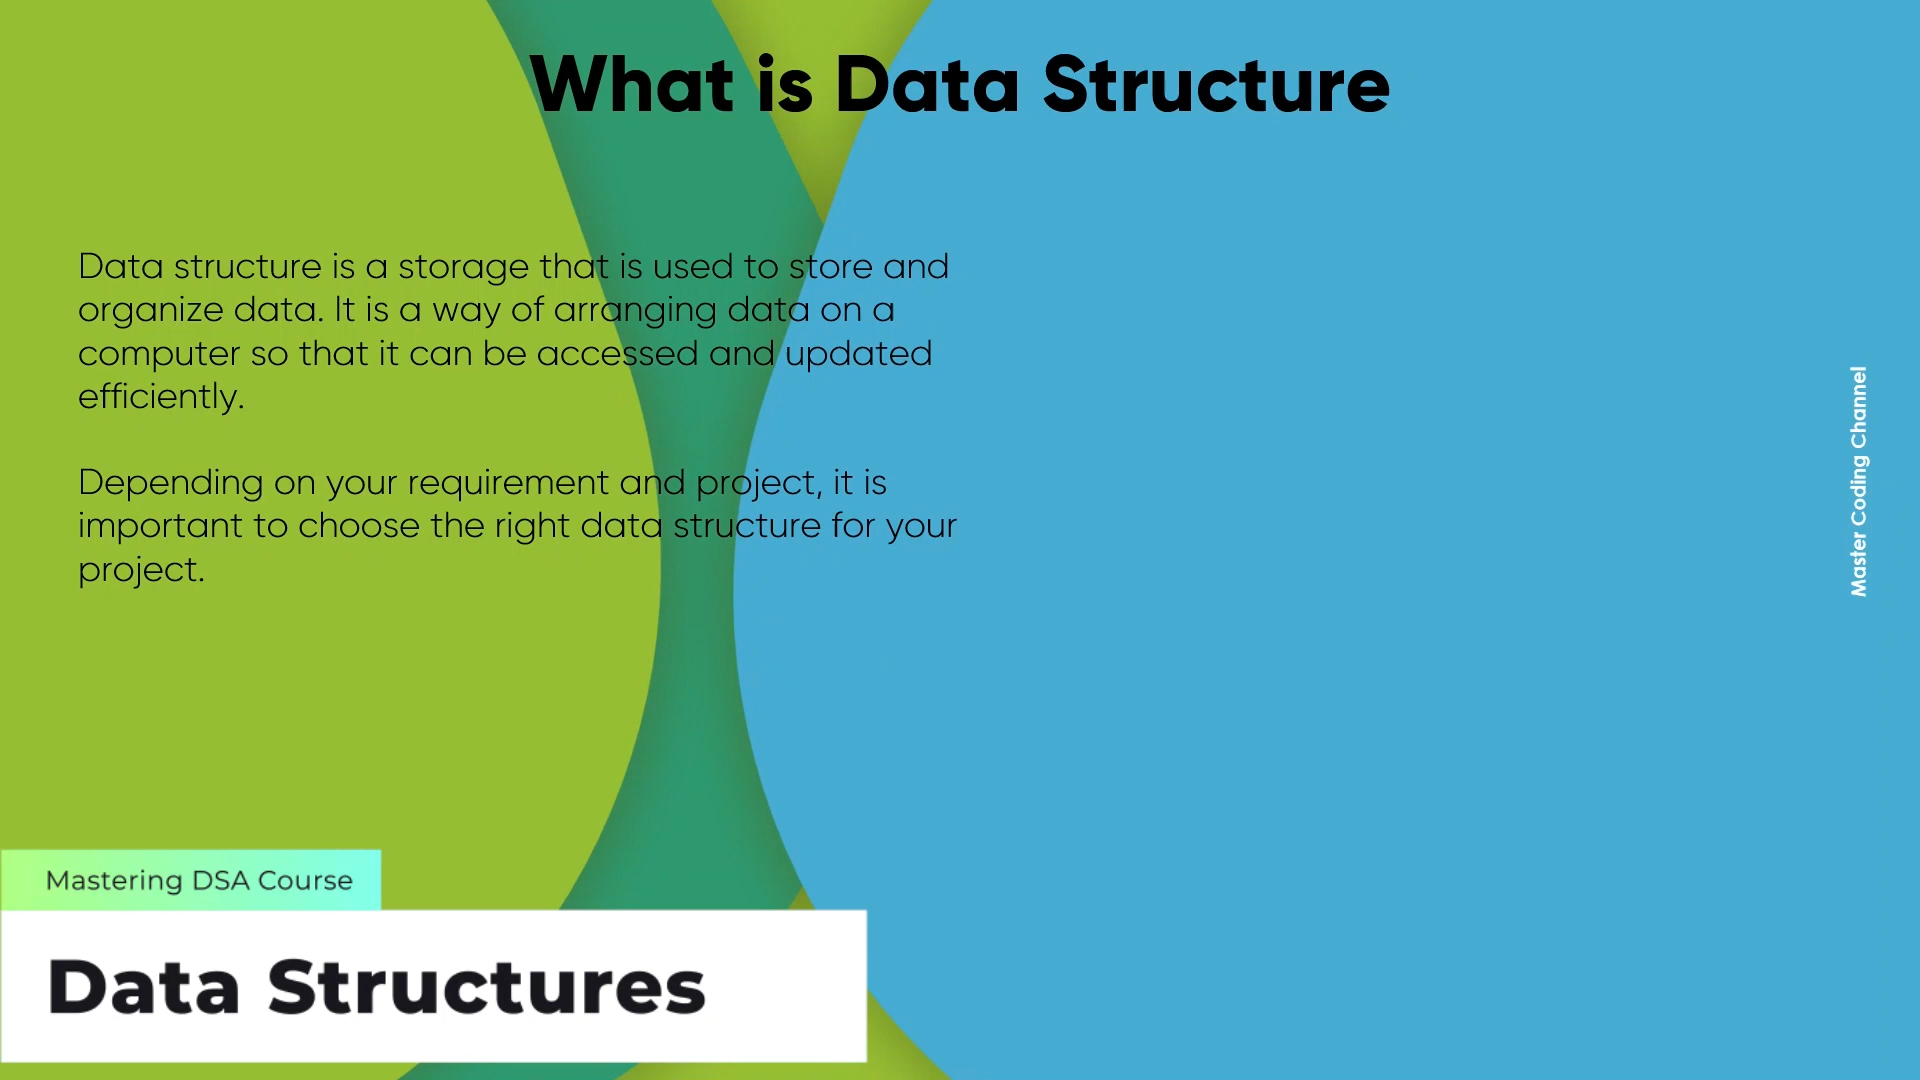 What is Data Structure
Data structure is a storage that is used to store and
organize data. It is a way of arranging data on a
computer so that it can be accessed and updated
efficiently.
Depending on your requirement and project, it is
important to choose the right data structure for your
project.
Master Coding Channel
Mastering DSA Course
Data Structures